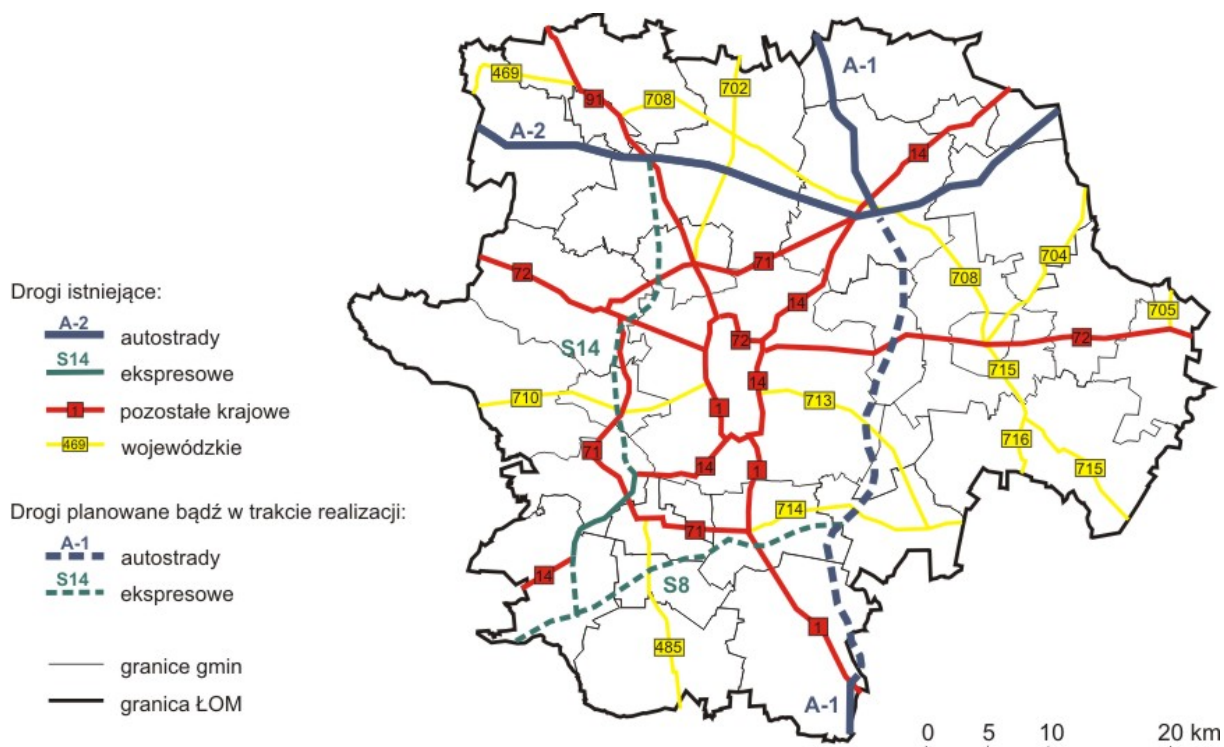 469
91
708
702
A-1
A-2
14
72
71
14
708
704
705
S14
72
72
14
715
710
1
713
716
715
71
14
1
714
71
14
S8
1
485
A-1
Drogi istniejące:
A-2
autostrady
S14
ekspresowe
1
pozostałe krajowe
469
wojewódzkie
Drogi planowane bądź w trakcie realizacji:
A-1
autostrady
S14
ekspresowe
granice gmin
granica ŁOM
0 5 10 20 km